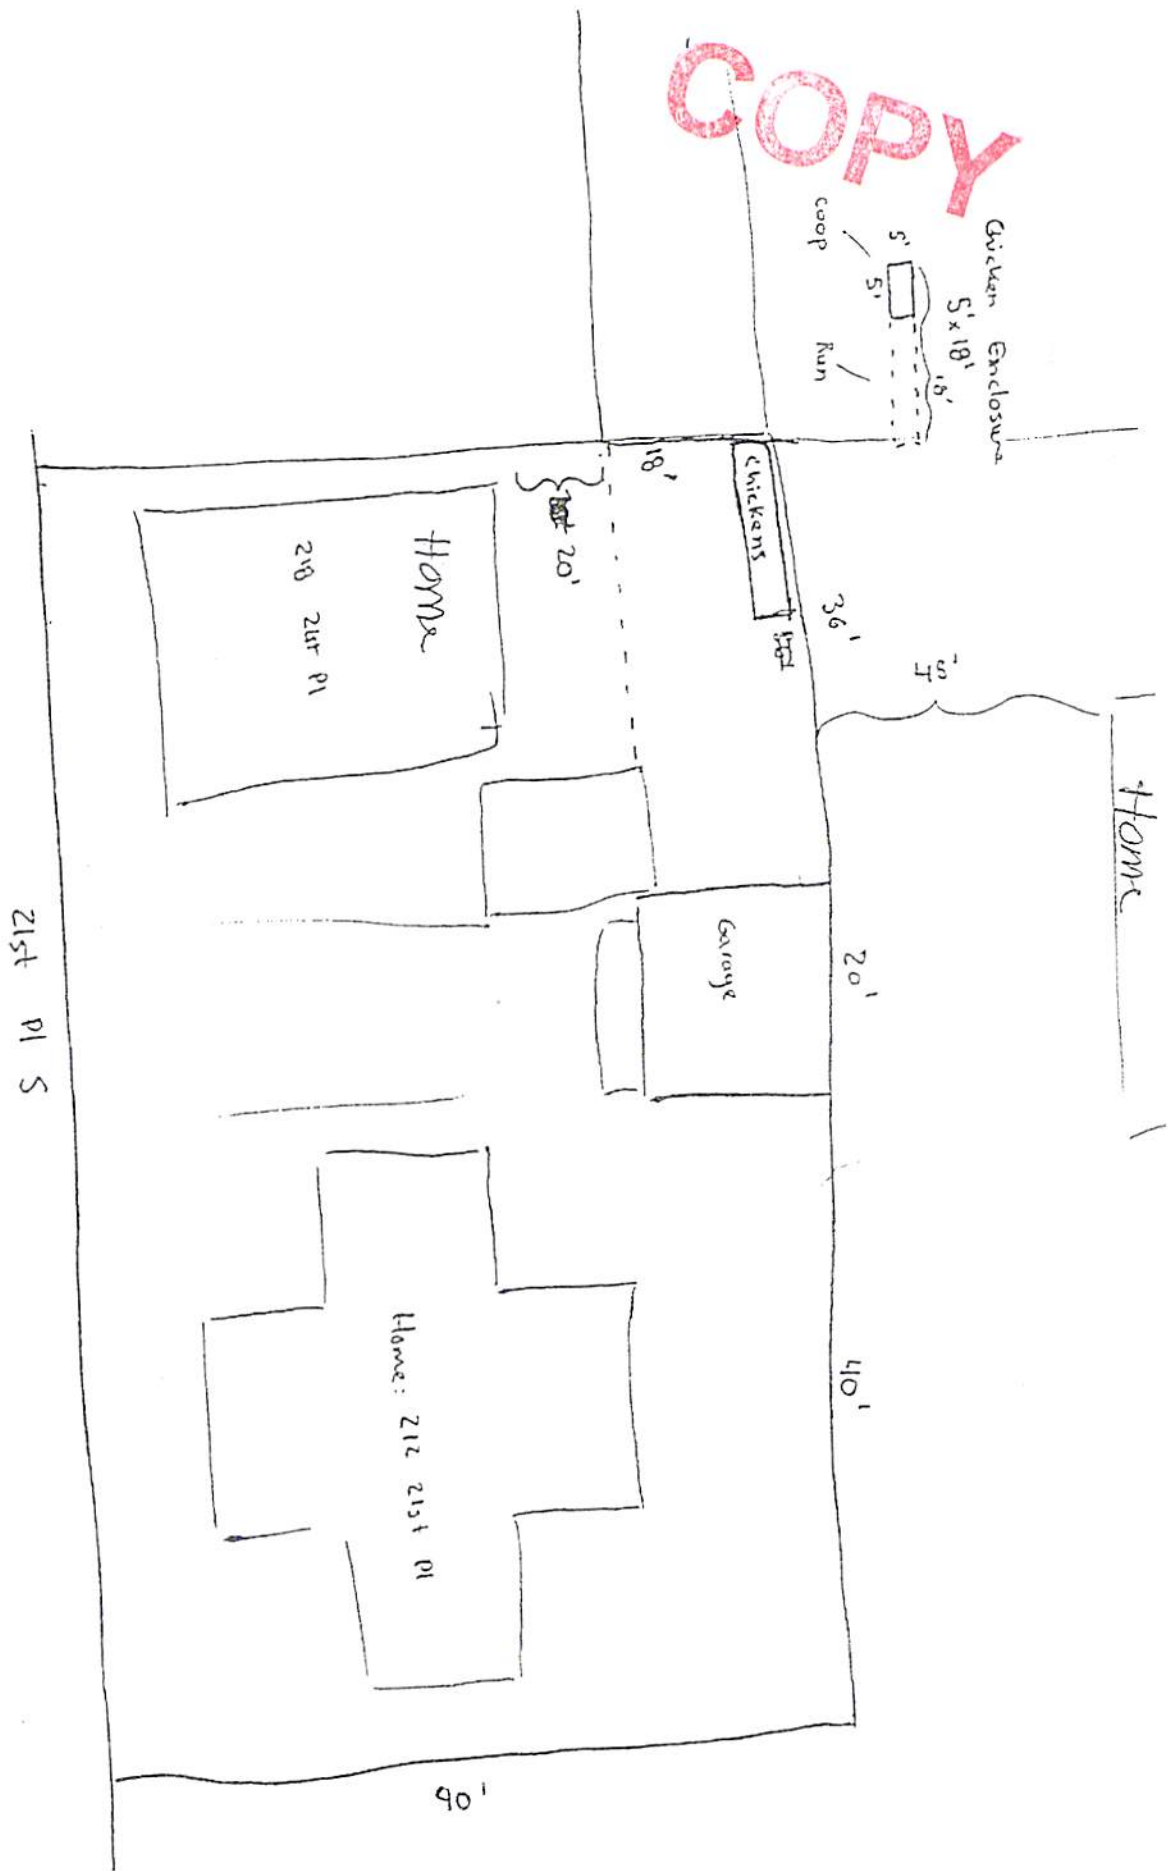 COPY
Chicken Enclosure
5' x 18'
18'
5'
5'
Coop
Run
Chickens
18'
36'
45'
Home
20'
Home
218 21st Pl
Garage
20'
40'
Home: 212 21st Pl
90'
21st Pl S